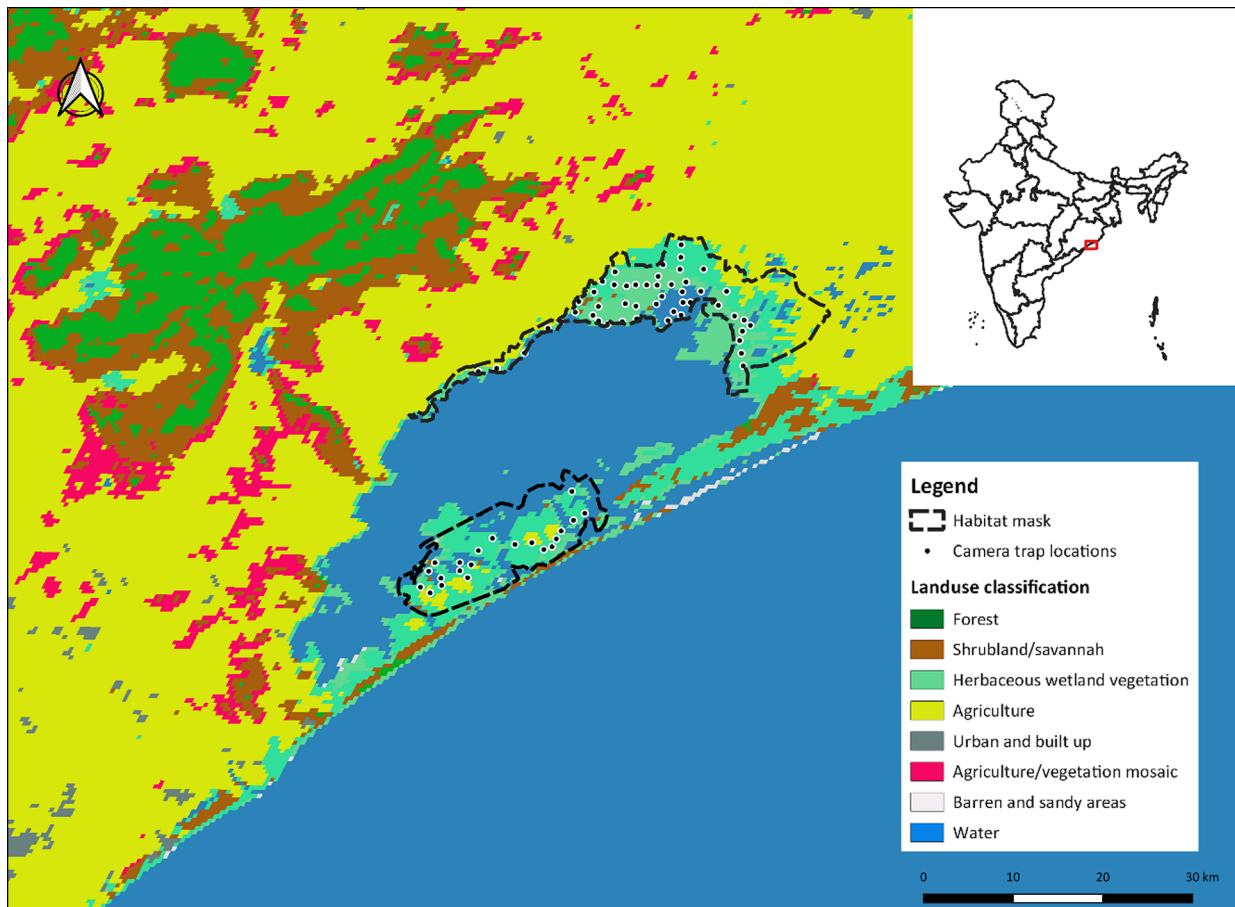 Legend
Habitat mask
Camera trap locations
Landuse classification
Forest
Shrubland/savannah
Herbaceous wetland vegetation
Agriculture
Urban and built up
Agriculture/vegetation mosaic
Barren and sandy areas
Water
0 10 20 30 km